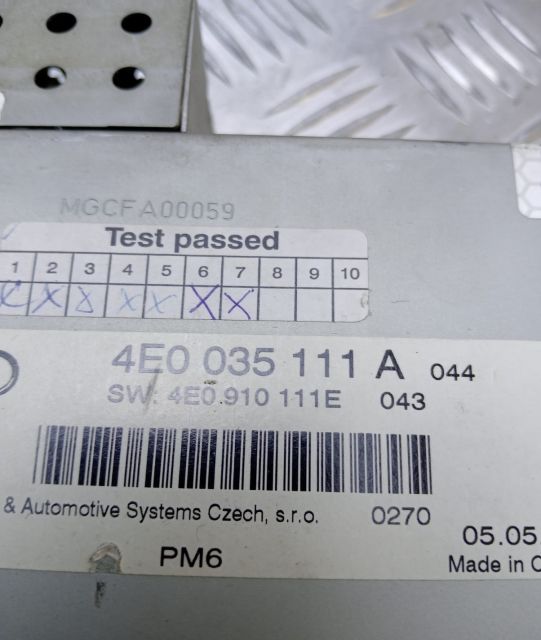 MGCFA00059
Test passed
1 2 3 4 5 6 7 8 9 10
X X X X X X X
4E0 035 111 A 044
SW: 4E0.910 111E 043
& Automotive Systems Czech, s.r.o. 0270
05.05.
PM6
Made in C